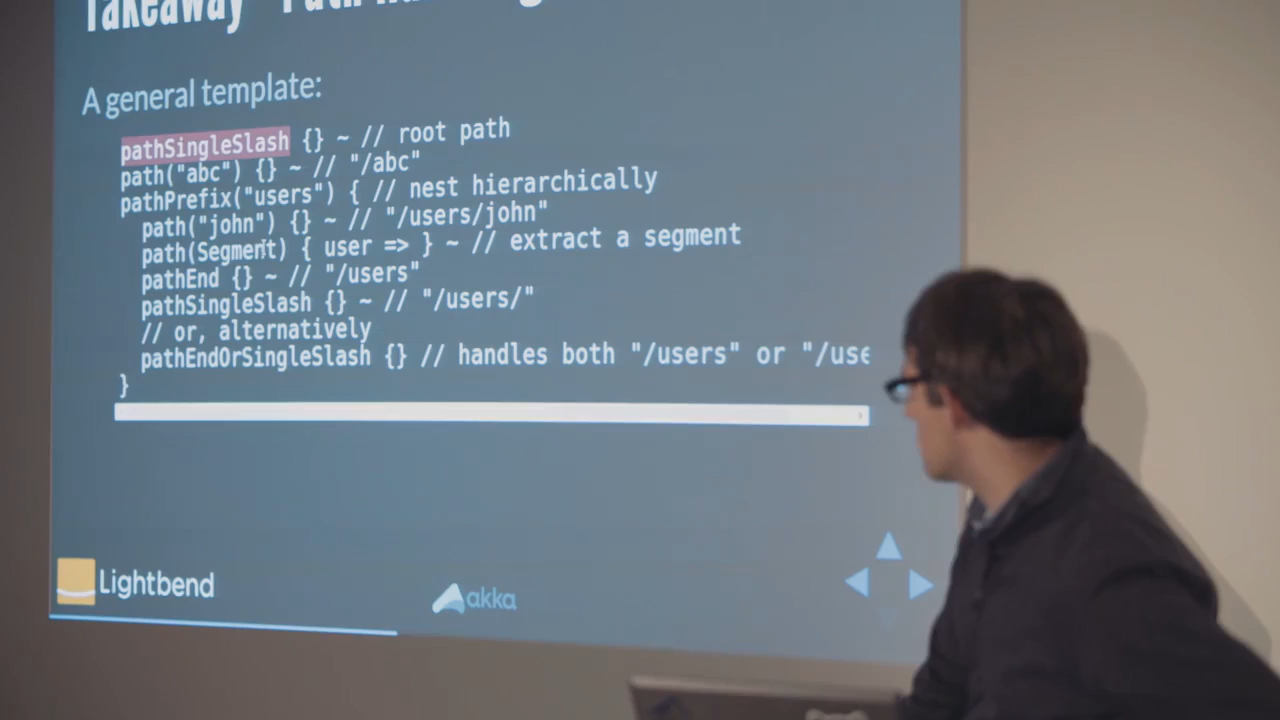 Takeaway
A general template:
pathSingleSlash {} ~ // root path
path("abc") {} ~ // "/abc"
pathPrefix("users") { // nest hierarchically
path("john") {} ~ // "/users/john"
path(Segment) { user => } ~ // extract a segment
pathEnd {} ~ // "/users"
pathSingleSlash {} ~ // "/users/"
// or, alternatively
pathEndOrSingleSlash {} // handles both "/users" or "/use
}
Lightbend
akka